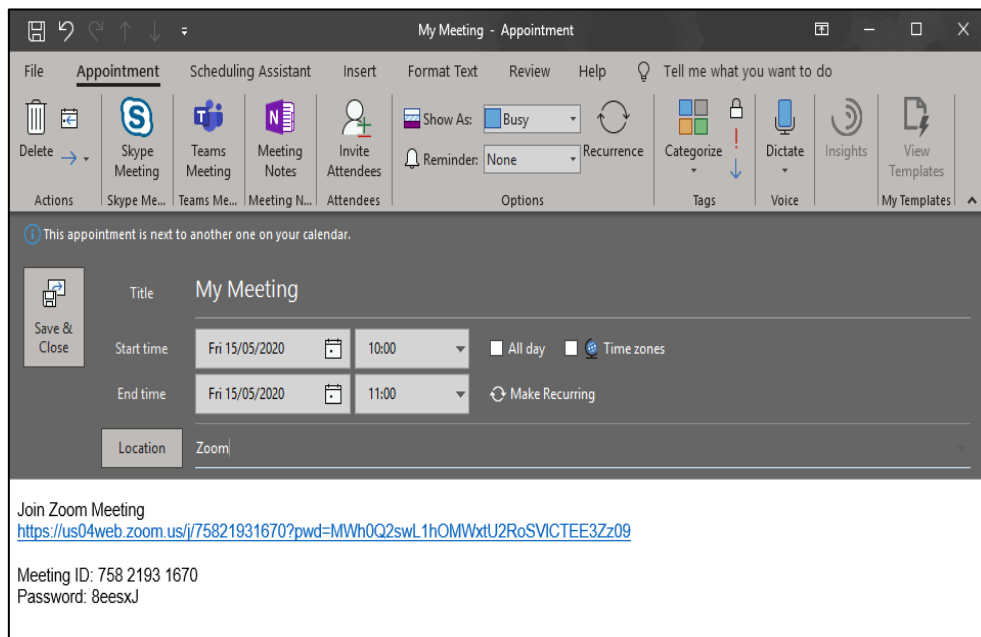 My Meeting - Appointment
File Appointment Scheduling Assistant Insert Format Text Review Help Tell me what you want to do
Delete Skype Meeting Teams Meeting Meeting Notes Invite Attendees Show As: Busy Reminder: None Recurrence Categorize Dictate Insights View Templates
Actions Skype Me... Teams Me... Meeting N... Attendees Options Tags Voice My Templates
This appointment is next to another one on your calendar.
Save & Close
Title My Meeting
Start time Fri 15/05/2020 10:00 All day Time zones
End time Fri 15/05/2020 11:00 Make Recurring
Location Zoom
Join Zoom Meeting
https://us04web.zoom.us/j/75821931670?pwd=MWh0Q2swL1hOMWxtU2RoSVlCTEE3Zz09
Meeting ID: 758 2193 1670
Password: 8eesxJ